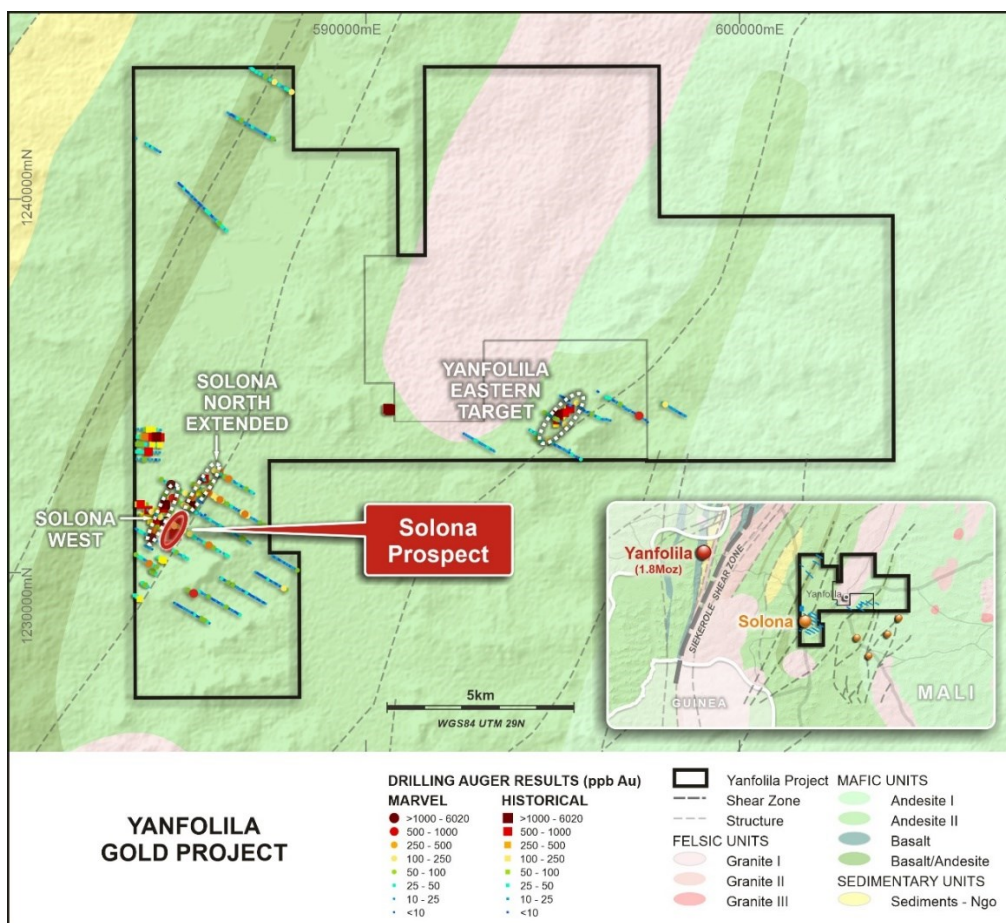 590000mE
600000mE
1240000mN
1230000mN
SOLONA
NORTH
EXTENDED
YANFOLILA
EASTERN
TARGET
SOLONA
WEST
Solona
Prospect
5km
WGS84 UTM 29N
Yanfolila
(1.8Moz)
SIEKEROLE SHEAR ZONE
Yanfolila
Solona
GUINEA
MALI
YANFOLILA
GOLD PROJECT
DRILLING AUGER RESULTS (ppb Au)
MARVEL
>1000 - 6020
500 - 1000
250 - 500
100 - 250
50 - 100
25 - 50
10 - 25
<10
HISTORICAL
>1000 - 6020
500 - 1000
250 - 500
100 - 250
50 - 100
25 - 50
10 - 25
<10
Yanfolila Project
Shear Zone
Structure
FELSIC UNITS
Granite I
Granite II
Granite III
MAFIC UNITS
Andesite I
Andesite II
Basalt
Basalt/Andesite
SEDIMENTARY UNITS
Sediments - Ngo